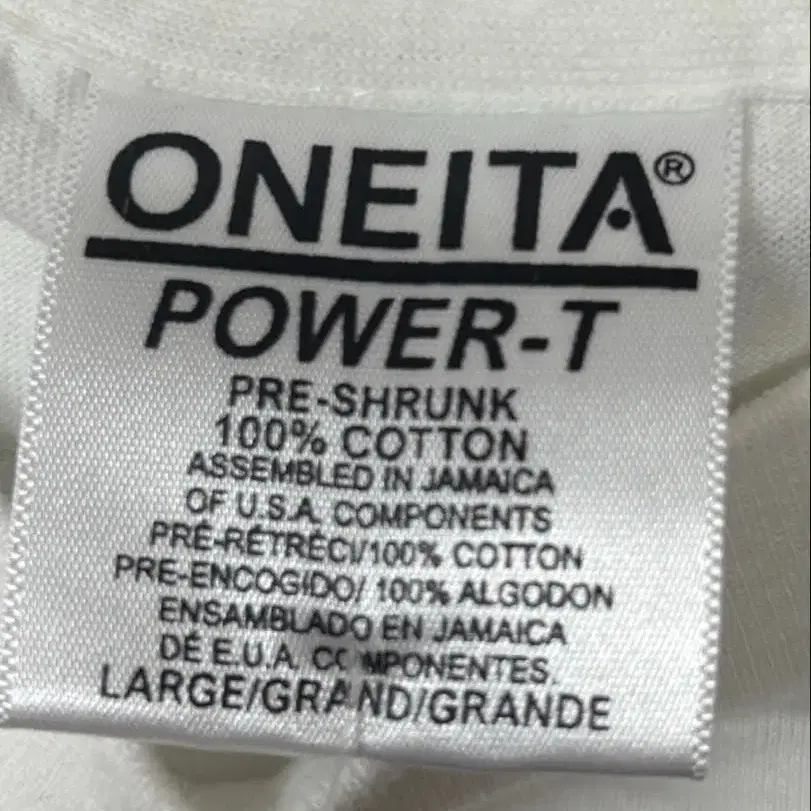 ONEITA®
POWER-T
PRE-SHRUNK
100% COTTON
ASSEMBLED IN JAMAICA
OF U.S.A. COMPONENTS
PRÉ-RÉTRÉCI/100% COTTON
PRE-ENCOGIDO/ 100% ALGODON
ENSAMBLADO EN JAMAICA
DÉ E.U.A. COMPONENTES.
LARGE/GRAND/GRANDE